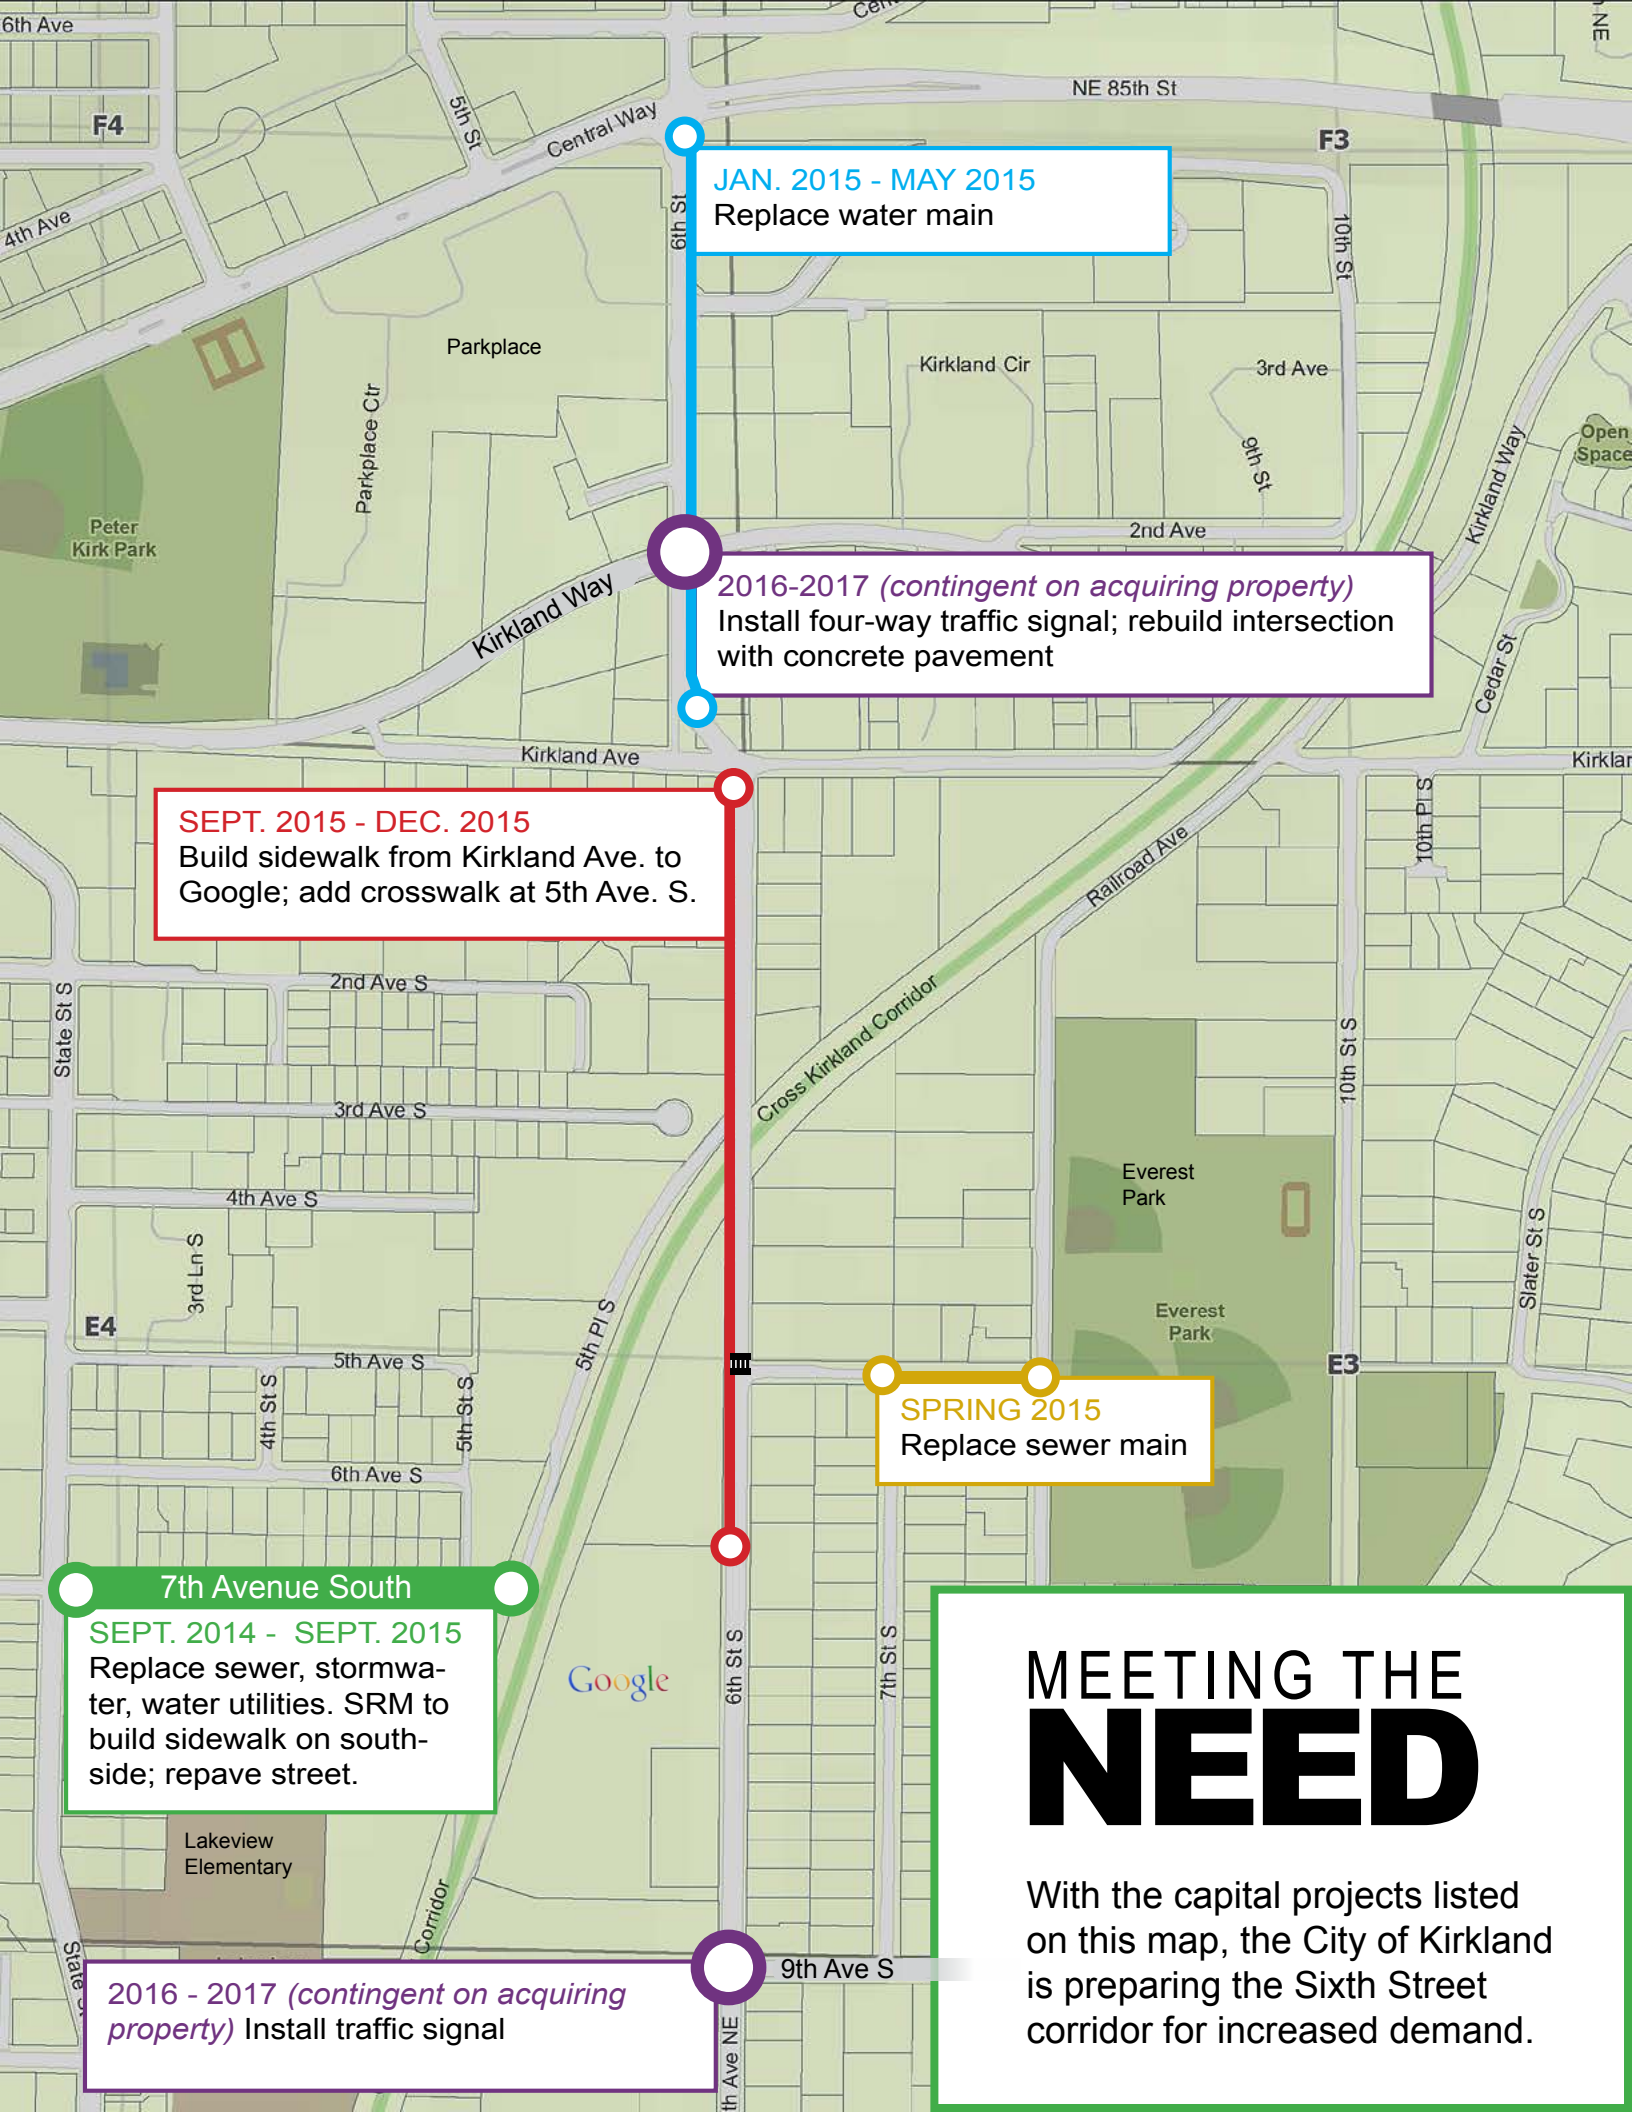 6th Ave
Cen
NE
NE 85th St
F4
5th St
Central Way
F3
JAN. 2015 - MAY 2015
Replace water main
4th Ave
6th St
10th St
Parkplace
Kirkland Cir
3rd Ave
Parkplace Ctr
9th St
Kirkland Way
Open
Space
Peter
Kirk Park
2nd Ave
2016-2017 (contingent on acquiring property)
Install four-way traffic signal; rebuild intersection
with concrete pavement
Kirkland Way
Cedar St
Kirkland Ave
Kirklan
SEPT. 2015 - DEC. 2015
Build sidewalk from Kirkland Ave. to
Google; add crosswalk at 5th Ave. S.
10th Pl S
Railroad Ave
2nd Ave S
State St S
Cross Kirkland Corridor
10th St S
3rd Ave S
Everest
Park
4th Ave S
3rd Ln S
Slater St S
Everest
Park
E4
5th Pl S
5th Ave S
E3
4th St S
5th St S
SPRING 2015
Replace sewer main
6th Ave S
7th Avenue South
SEPT. 2014 - SEPT. 2015
Replace sewer, stormwa-
ter, water utilities. SRM to
build sidewalk on south-
side; repave street.
Google
6th St S
7th St S
MEETING THE
NEED
With the capital projects listed
on this map, the City of Kirkland
is preparing the Sixth Street
corridor for increased demand.
Lakeview
Elementary
Corridor
State
9th Ave S
2016 - 2017 (contingent on acquiring
property) Install traffic signal
th Ave NE